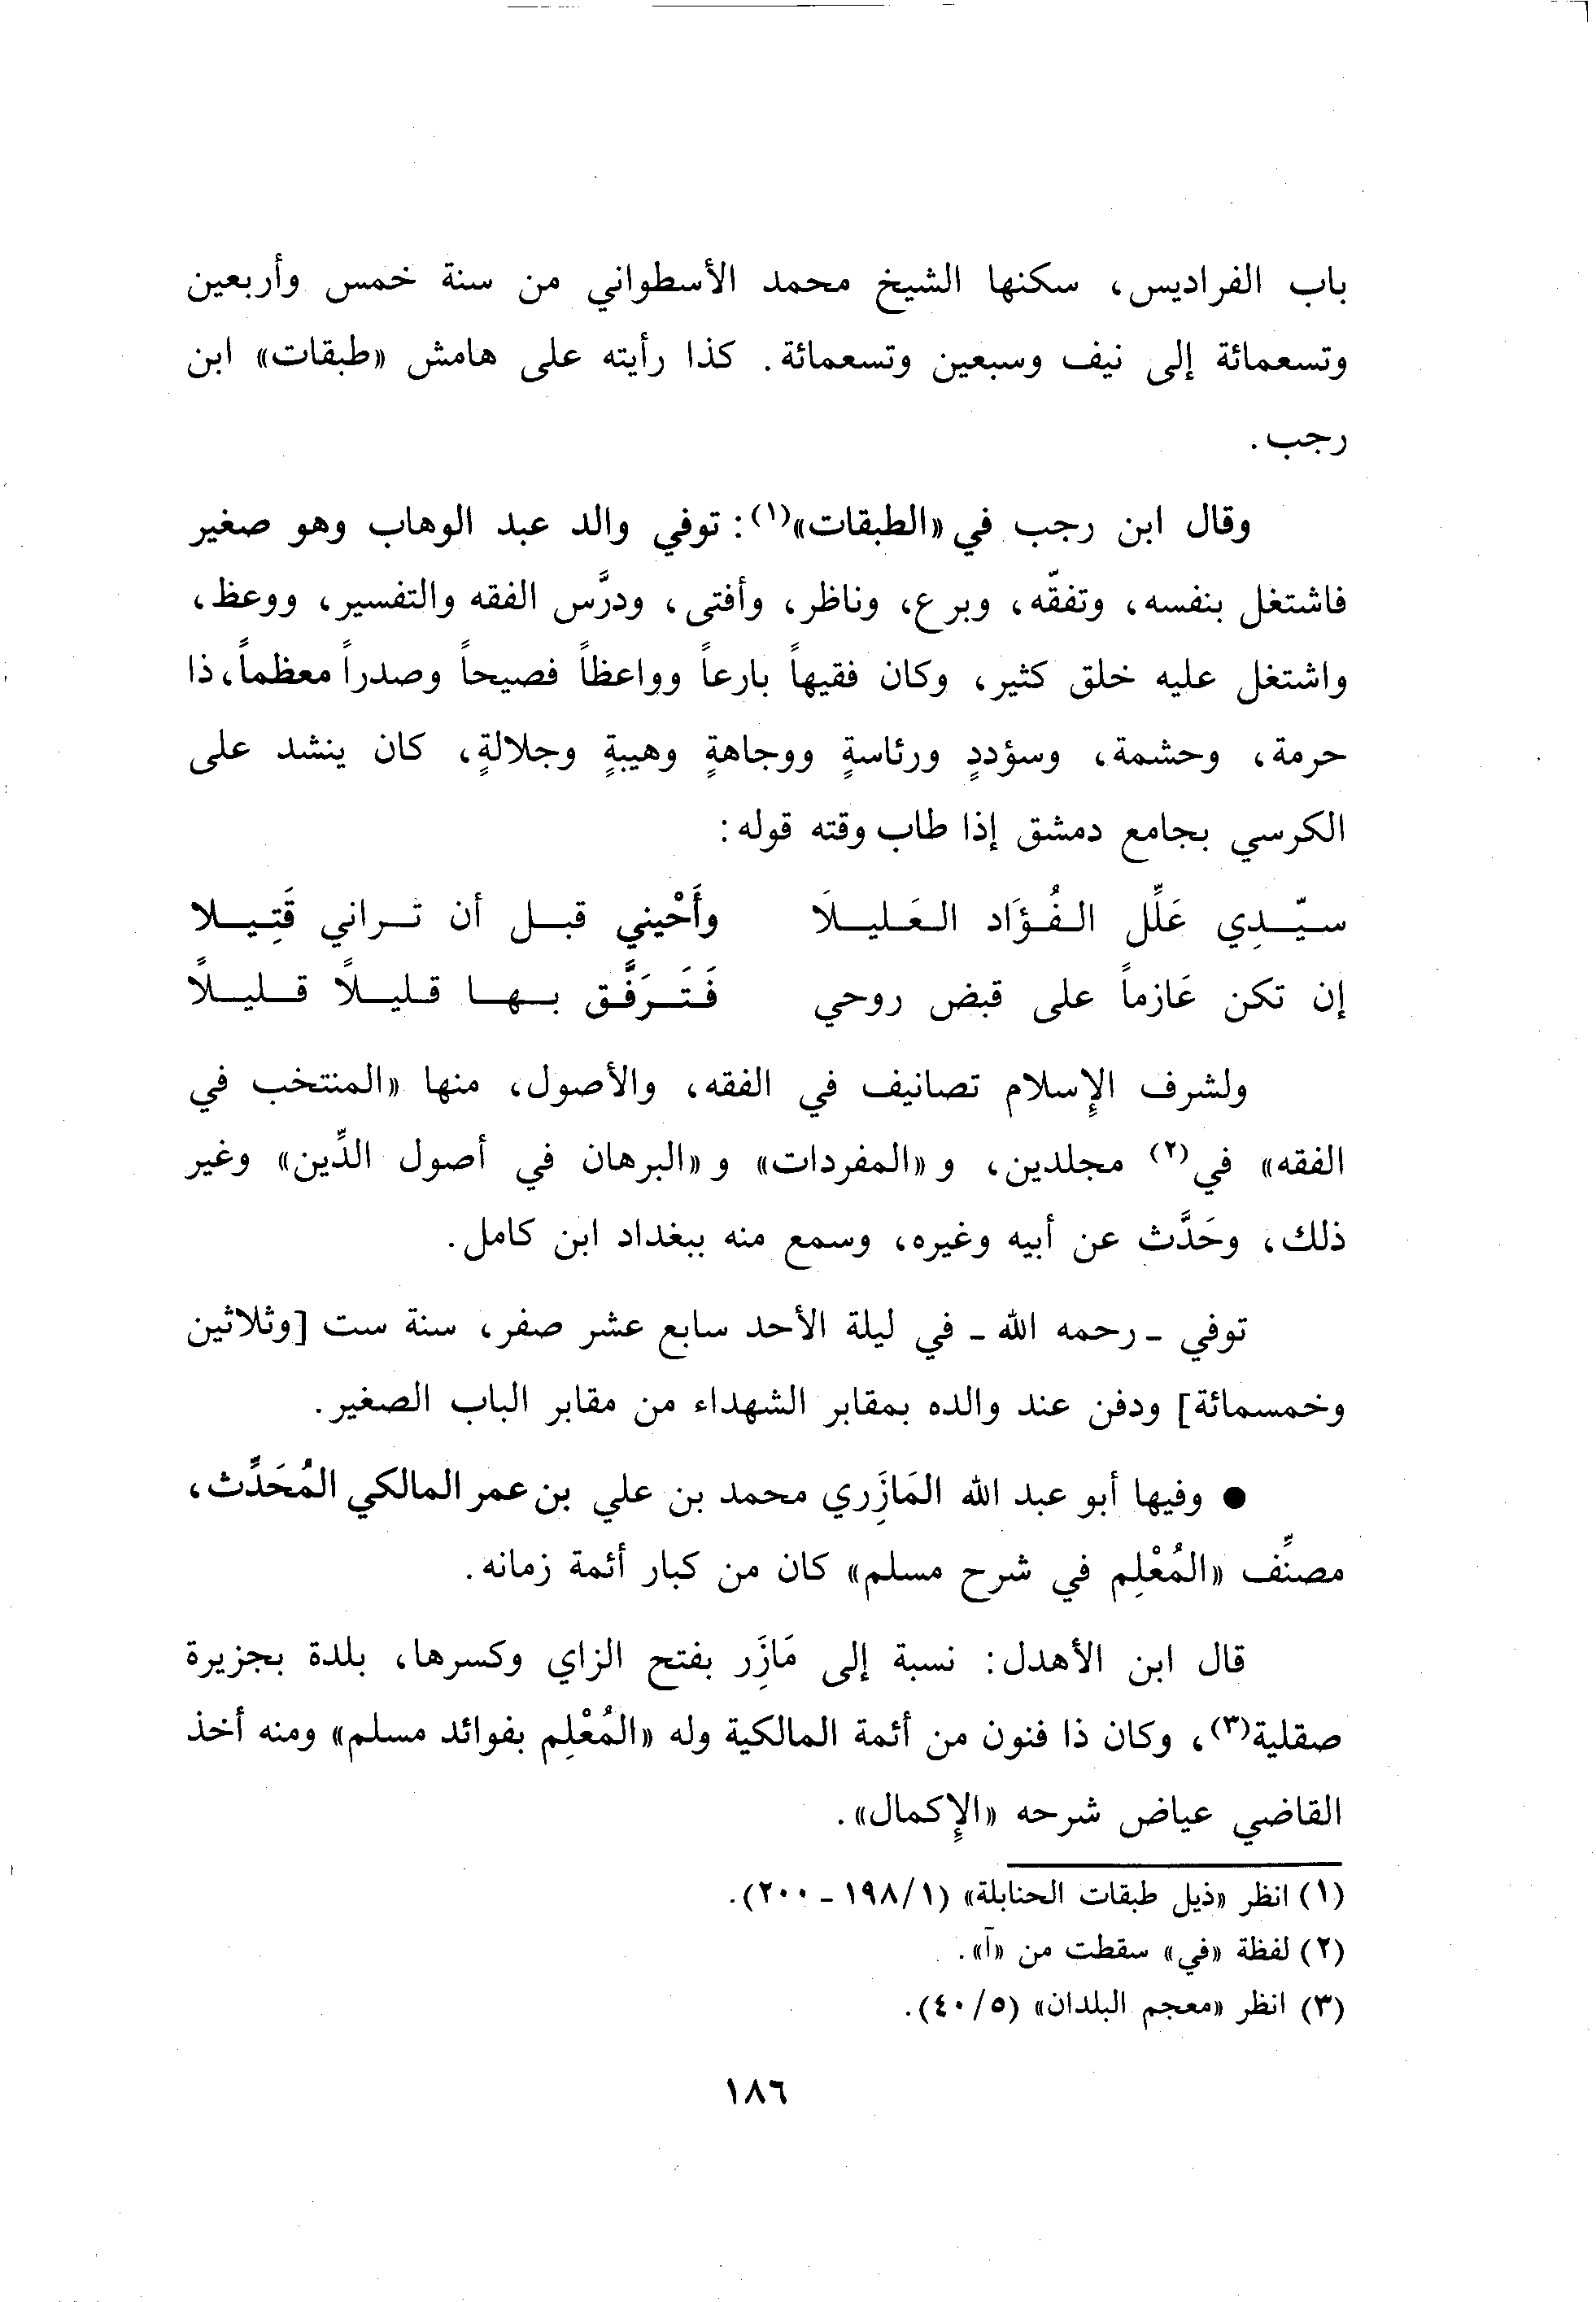 باب الفراديس، سكنها الشيخ محمد الأسطواني من سنة خمس وأربعين
وتسعمائة إلى نيف وسبعين وتسعمائة. كذا رأيته على هامش «طبقات» ابن
رجب.
وقال ابن رجب في «الطبقات»(١): توفي والد عبد الوهاب وهو صغير
فاشتغل بنفسه، وتفقّه، وبرع، وناظر، وأفتى، ودرَّس الفقه والتفسير، ووعظ،
واشتغل عليه خلق كثير، وكان فقيهاً بارعاً وواعظاً فصيحاً وصدراً معظماً، ذا
حرمة، وحشمة، وسؤددٍ ورئاسةٍ ووجاهةٍ وهيبةٍ وجلالةٍ، كان ينشد على
الكرسي بجامع دمشق إذا طاب وقته قوله:
سيّدِي عَلِّل الفُؤَاد العَليلَا وأَحْيني قبل أن تراني قَتِيلا
إن تكن عَازماً على قبض روحي فَتَرَفَّق بها قليلًا قليلًا
ولشرف الإِسلام تصانيف في الفقه، والأصول، منها «المنتخب في
الفقه» في(٢) مجلدين، و «المفردات» و «البرهان في أصول الدِّين» وغير
ذلك، وحَدَّث عن أبيه وغيره، وسمع منه ببغداد ابن كامل.
توفي ـ رحمه الله ـ في ليلة الأحد سابع عشر صفر، سنة ست [وثلاثين
وخمسمائة] ودفن عند والده بمقابر الشهداء من مقابر الباب الصغير.
● وفيها أبو عبد الله المَازَِري محمد بن علي بن عمر المالكي المُحَدِّث،
مصنِّف «المُعْلِم في شرح مسلم» كان من كبار أئمة زمانه.
قال ابن الأهدل: نسبة إلى مَازَِر بفتح الزاي وكسرها، بلدة بجزيرة
صقلية(٣)، وكان ذا فنون من أئمة المالكية وله «المُعْلِم بفوائد مسلم» ومنه أخذ
القاضي عياض شرحه «الإِكمال».
(١) انظر «ذيل طبقات الحنابلة» (١/١٩٨ ـ ٢٠٠).
(٢) لفظة «في» سقطت من «آ».
(٣) انظر «معجم البلدان» (٥/٤٠).
١٨٦